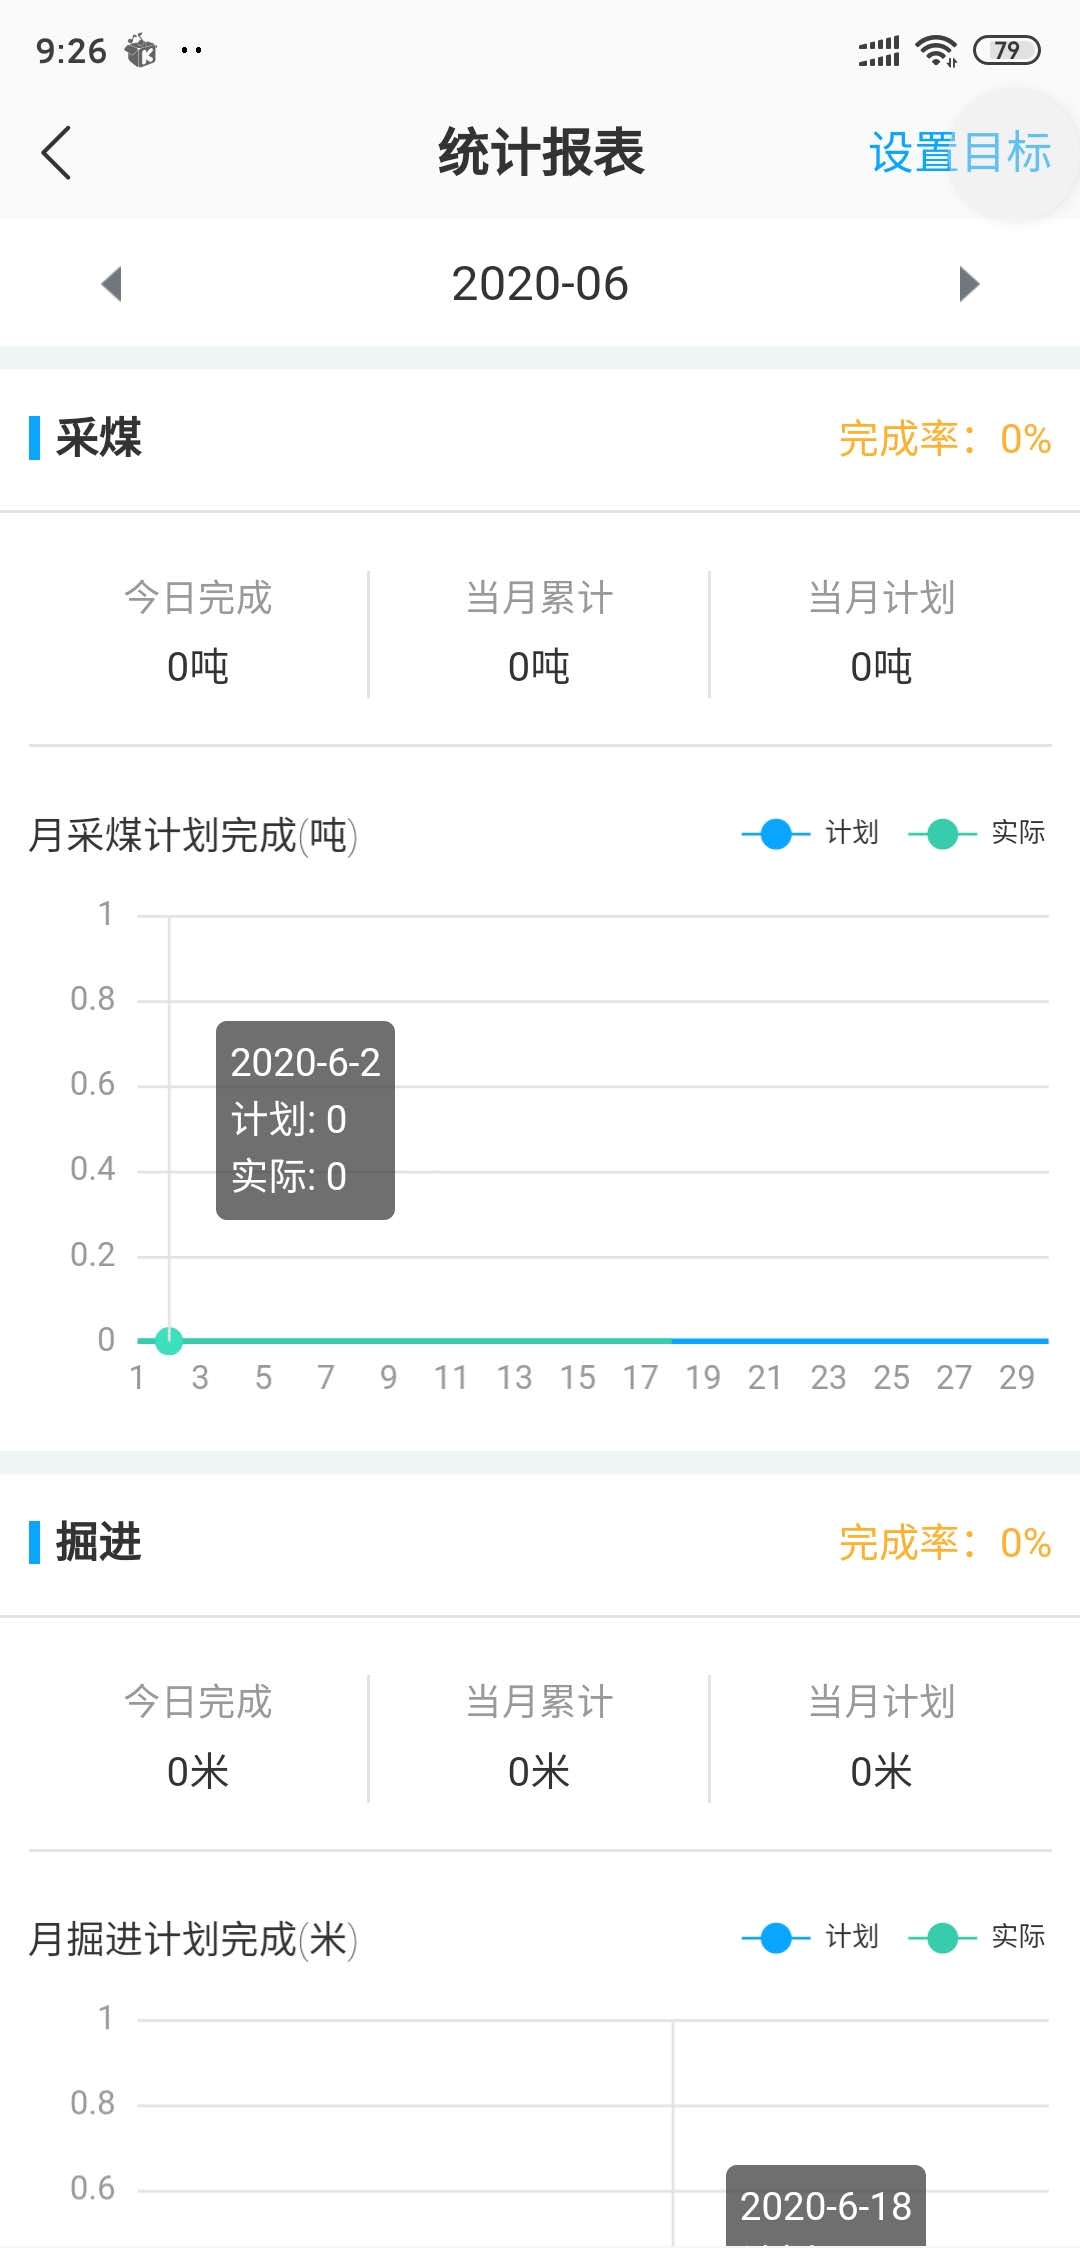 9:26
79
统计报表
设置目标
2020-06
采煤
完成率：0%
今日完成 当月累计 当月计划
0吨 0吨 0吨
月采煤计划完成(吨)
计划 实际
1
0.8
0.6
0.4
0.2
0
2020-6-2
计划: 0
实际: 0
1 3 5 7 9 11 13 15 17 19 21 23 25 27 29
掘进
完成率：0%
今日完成 当月累计 当月计划
0米 0米 0米
月掘进计划完成(米)
计划 实际
1
0.8
0.6
2020-6-18